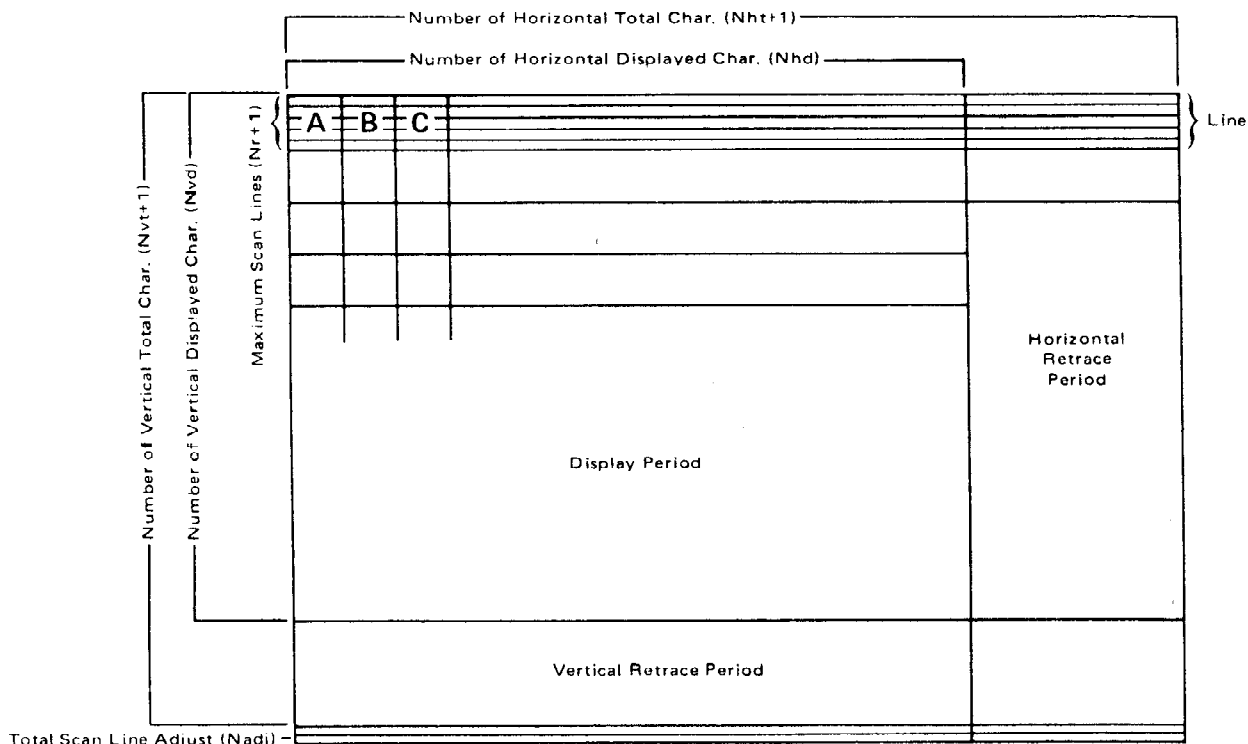 Number of Horizontal Total Char. (Nht+1)
Number of Horizontal Displayed Char. (Nhd)
A B C
Line
Maximum Scan Lines (Nr+1)
Number of Vertical Displayed Char. (Nvd)
Number of Vertical Total Char. (Nvt+1)
Horizontal
Retrace
Period
Display Period
Vertical Retrace Period
Total Scan Line Adjust (Nadj)